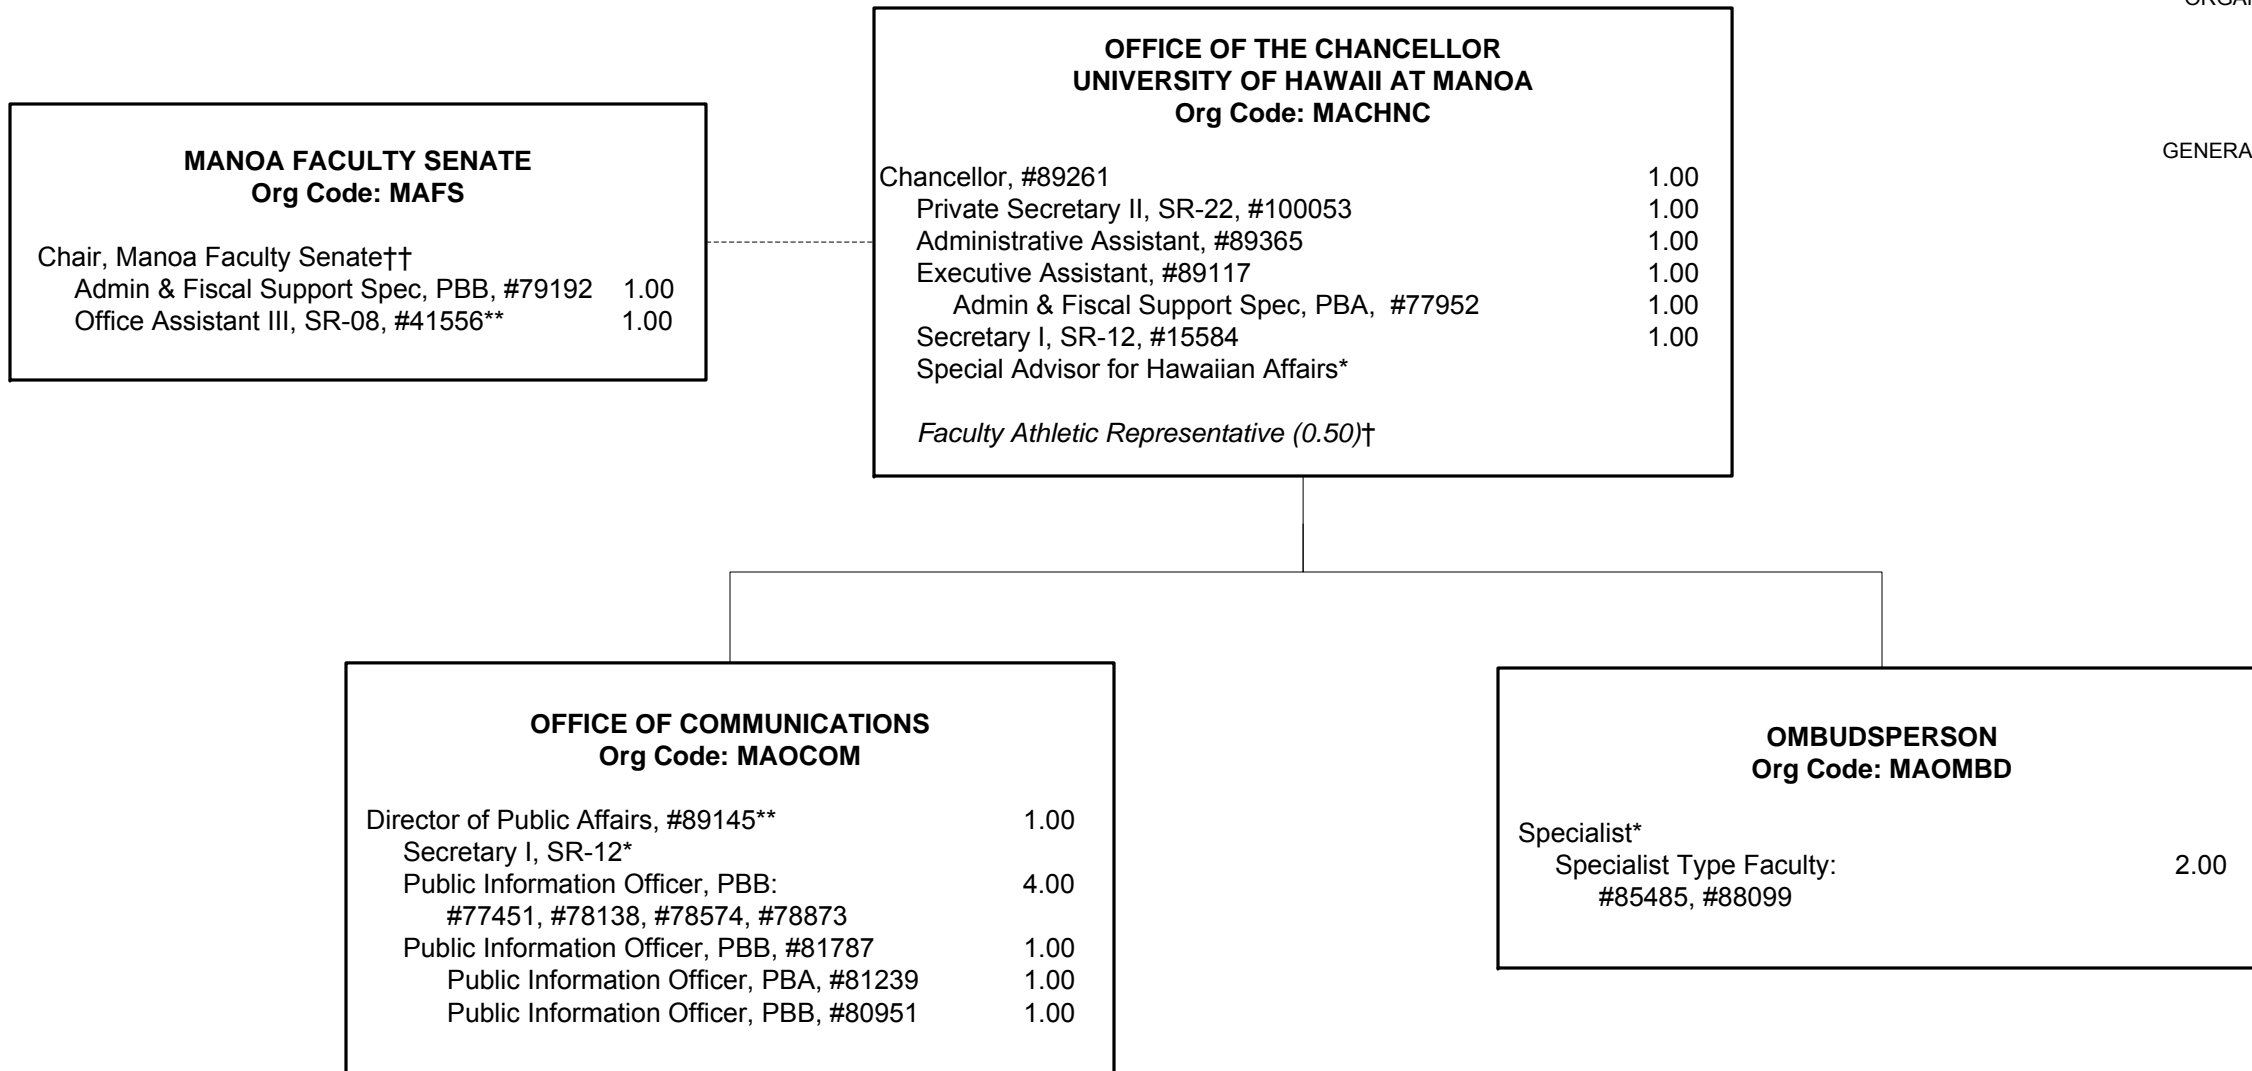 OFFICE OF THE CHANCELLOR
UNIVERSITY OF HAWAII AT MANOA
Org Code: MACHNC
Chancellor, #89261 1.00
Private Secretary II, SR-22, #100053 1.00
Administrative Assistant, #89365 1.00
Executive Assistant, #89117 1.00
Admin & Fiscal Support Spec, PBA, #77952 1.00
Secretary I, SR-12, #15584 1.00
Special Advisor for Hawaiian Affairs*
Faculty Athletic Representative (0.50)†
MANOA FACULTY SENATE
Org Code: MAFS
Chair, Manoa Faculty Senate††
Admin & Fiscal Support Spec, PBB, #79192 1.00
Office Assistant III, SR-08, #41556** 1.00
GENERA
OFFICE OF COMMUNICATIONS
Org Code: MAOCOM
Director of Public Affairs, #89145** 1.00
Secretary I, SR-12*
Public Information Officer, PBB: 4.00
#77451, #78138, #78574, #78873
Public Information Officer, PBB, #81787 1.00
Public Information Officer, PBA, #81239 1.00
Public Information Officer, PBB, #80951 1.00
OMBUDSPERSON
Org Code: MAOMBD
Specialist*
Specialist Type Faculty: 2.00
#85485, #88099